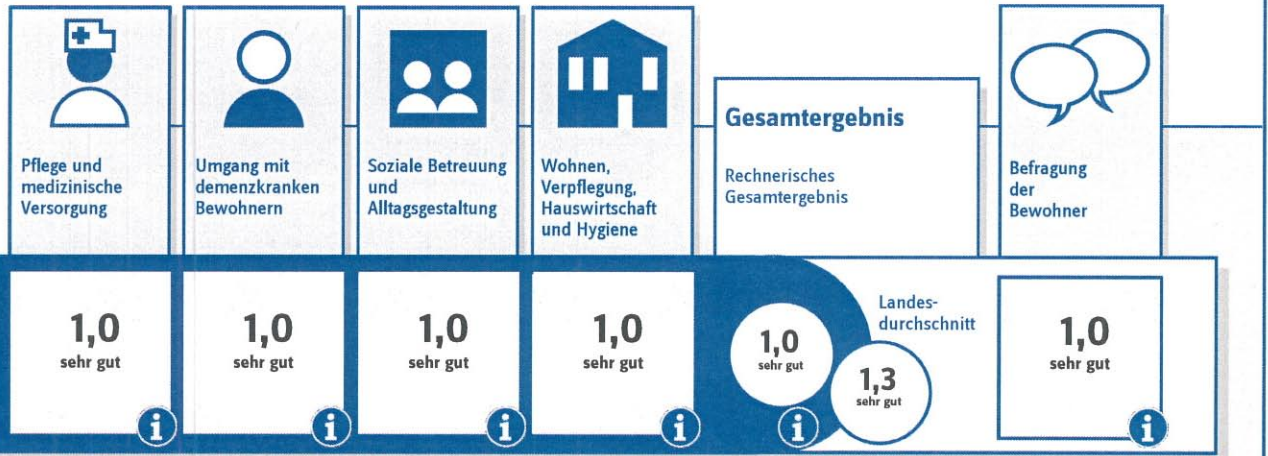 Pflege und
medizinische
Versorgung
Umgang mit
demenzkranken
Bewohnern
Soziale Betreuung
und
Alltagsgestaltung
Wohnen,
Verpflegung,
Hauswirtschaft
und Hygiene
Gesamtergebnis
Rechnerisches
Gesamtergebnis
Befragung
der
Bewohner
1,0
sehr gut
1,0
sehr gut
1,0
sehr gut
1,0
sehr gut
1,0
sehr gut
Landes-
durchschnitt
1,3
sehr gut
1,0
sehr gut
i
i
i
i
i
i